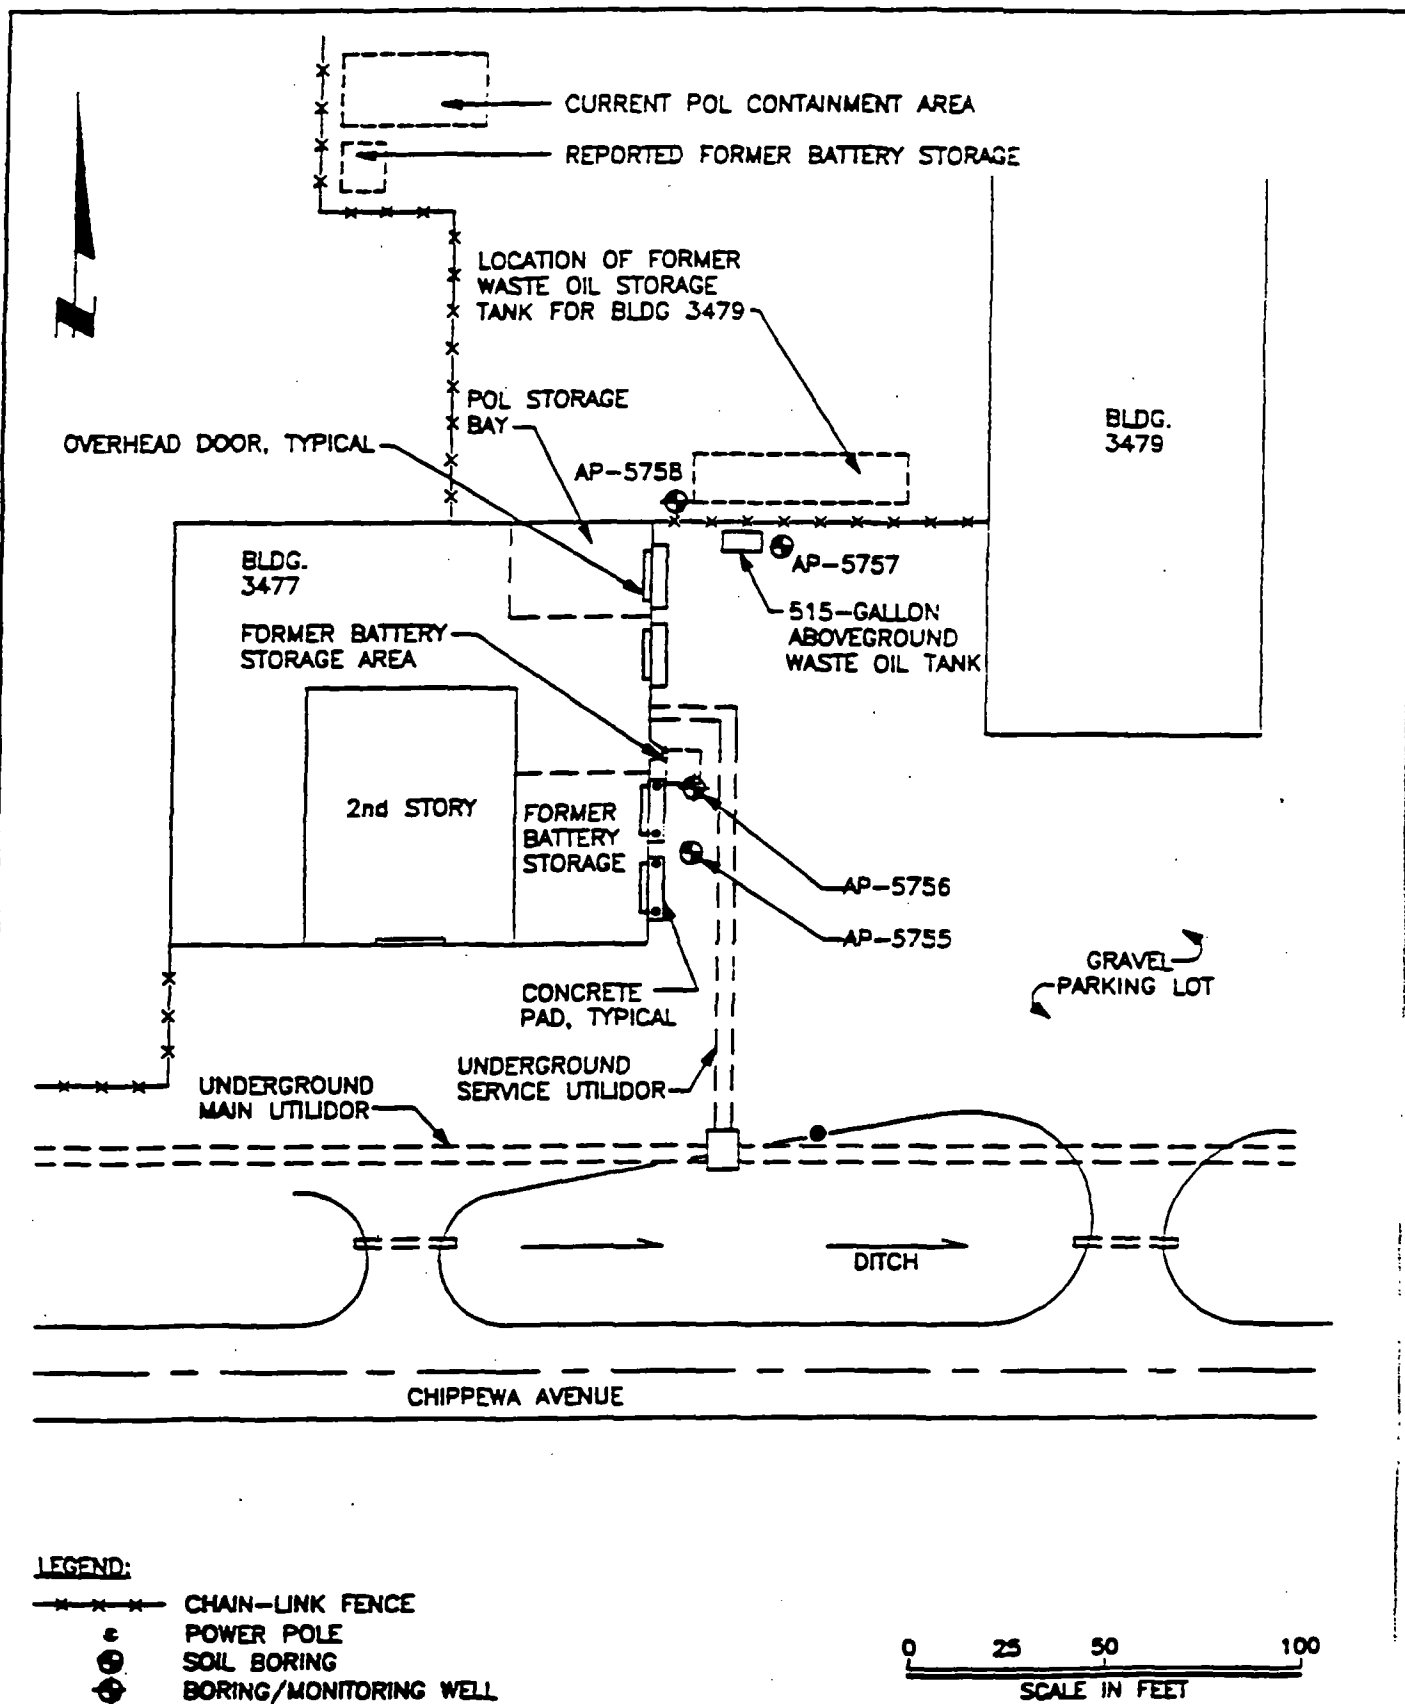 CURRENT POL CONTAINMENT AREA
REPORTED FORMER BATTERY STORAGE
N
LOCATION OF FORMER
WASTE OIL STORAGE
TANK FOR BLDG 3479
POL STORAGE
BAY
OVERHEAD DOOR, TYPICAL
BLDG.
3479
AP-5758
AP-5757
BLDG.
3477
515-GALLON
ABOVEGROUND
WASTE OIL TANK
FORMER BATTERY
STORAGE AREA
2nd STORY
FORMER
BATTERY
STORAGE
AP-5756
AP-5755
GRAVEL
PARKING LOT
CONCRETE
PAD, TYPICAL
UNDERGROUND
SERVICE UTILIDOR
UNDERGROUND
MAIN UTILIDOR
DITCH
CHIPPEWA AVENUE
LEGEND:
CHAIN-LINK FENCE
POWER POLE
SOIL BORING
BORING/MONITORING WELL
0 25 50 100
SCALE IN FEET